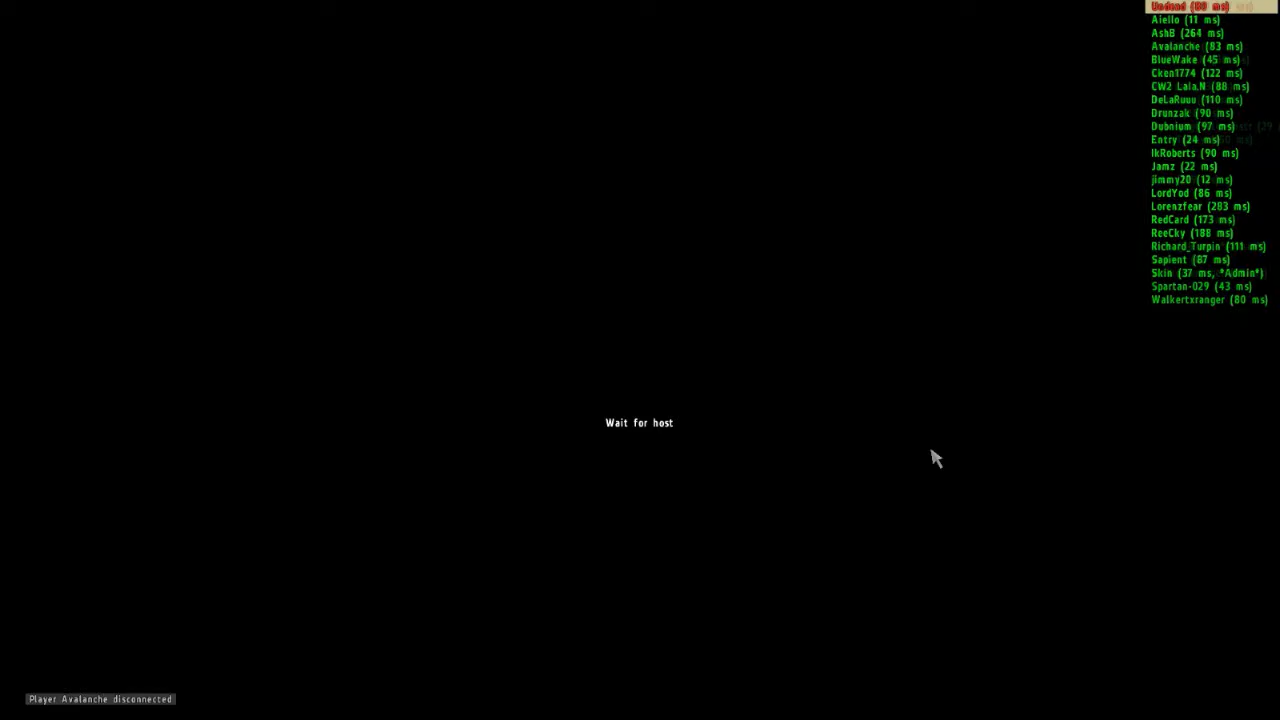 Undead (80 ms)
Aiello (11 ms)
AshB (264 ms)
Avalanche (83 ms)
BlueWake (45 ms)
Cken1774 (122 ms)
CW2 Lala.N (88 ms)
DeLaRuuu (110 ms)
Drunzak (90 ms)
Dubnium (97 ms)
Entry (24 ms)
IkRoberts (90 ms)
Jamz (22 ms)
jimmy20 (12 ms)
LordYod (86 ms)
Lorenzfear (283 ms)
RedCard (173 ms)
ReeCky (188 ms)
Richard_Turpin (111 ms)
Sapient (87 ms)
Skin (37 ms, *Admin*)
Spartan-029 (43 ms)
Walkertxranger (80 ms)
Wait for host
Player Avalanche disconnected